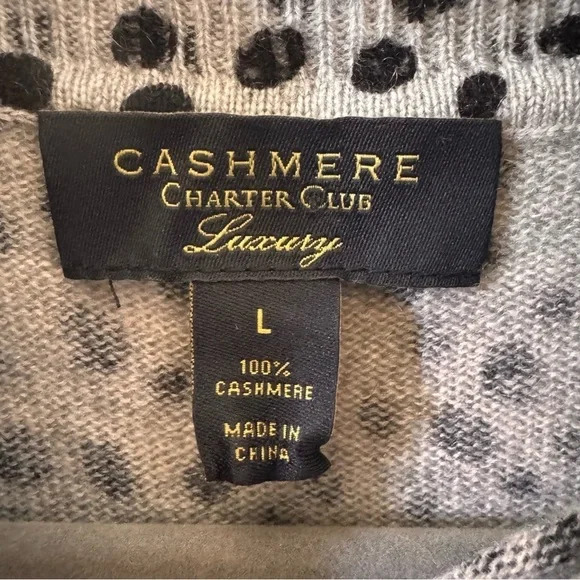 CASHMERE
CHARTER CLUB
Luxury
L
100%
CASHMERE
MADE IN
CHINA